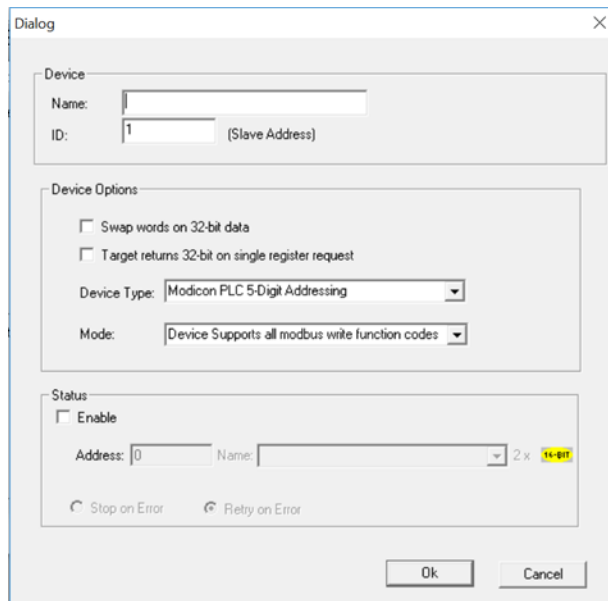 Dialog
Device
Name:
ID: 1 (Slave Address)
Device Options
Swap words on 32-bit data
Target returns 32-bit on single register request
Device Type: Modicon PLC 5-Digit Addressing
Mode: Device Supports all modbus write function codes
Status
Enable
Address: 0 Name: 2 x 16-BIT
Stop on Error Retry on Error
Ok Cancel